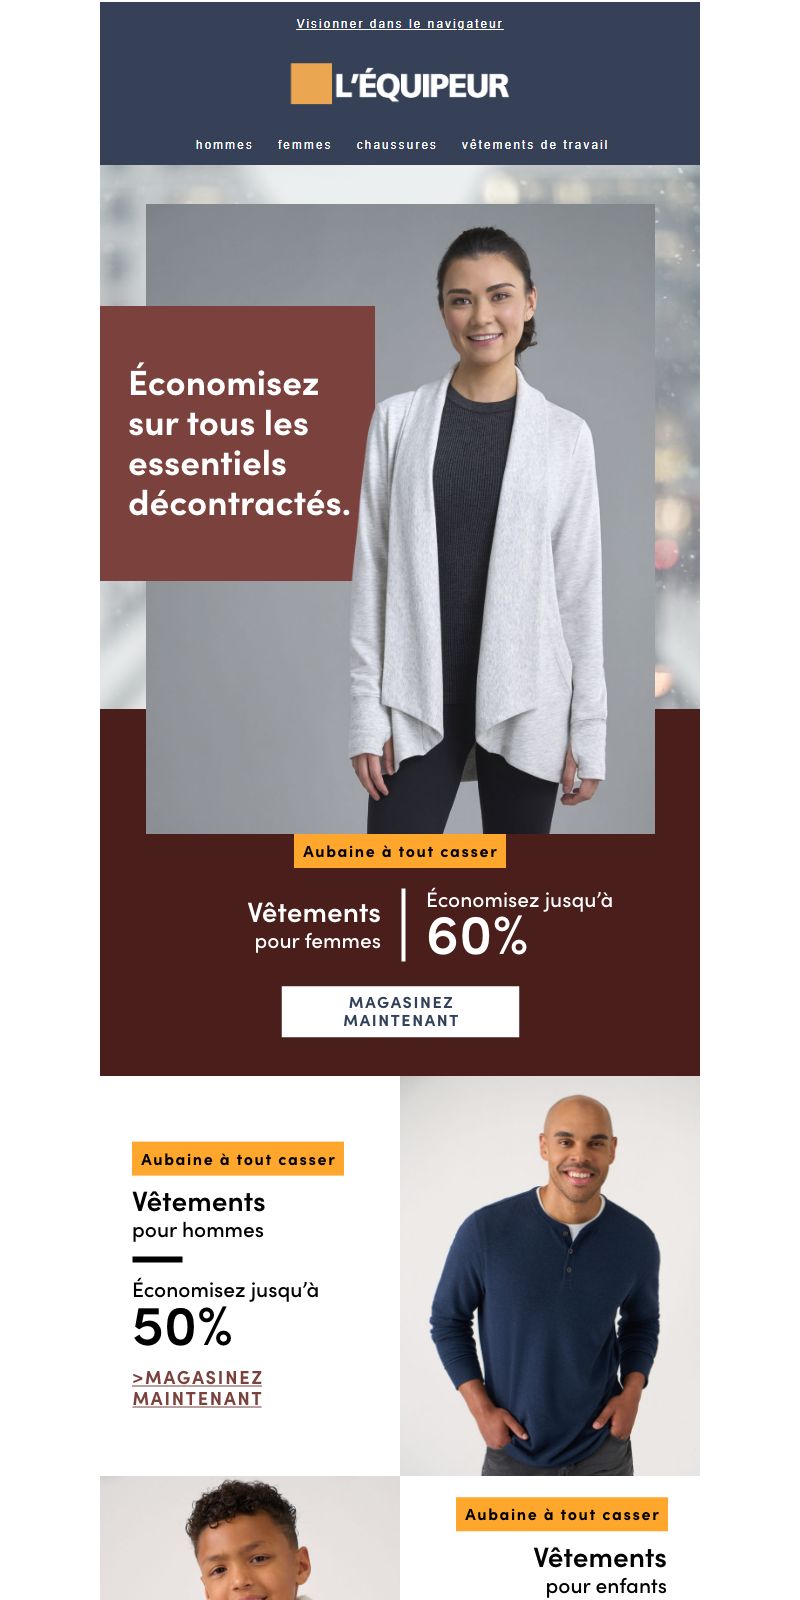 Visionner dans le navigateur
L'ÉQUIPEUR
hommes femmes chaussures vêtements de travail
Économisez
sur tous les
essentiels
décontractés.
Aubaine à tout casser
Vêtements
pour femmes
Économisez jusqu’à
60%
MAGASINEZ
MAINTENANT
Aubaine à tout casser
Vêtements
pour hommes
Économisez jusqu’à
50%
>MAGASINEZ
MAINTENANT
Aubaine à tout casser
Vêtements
pour enfants